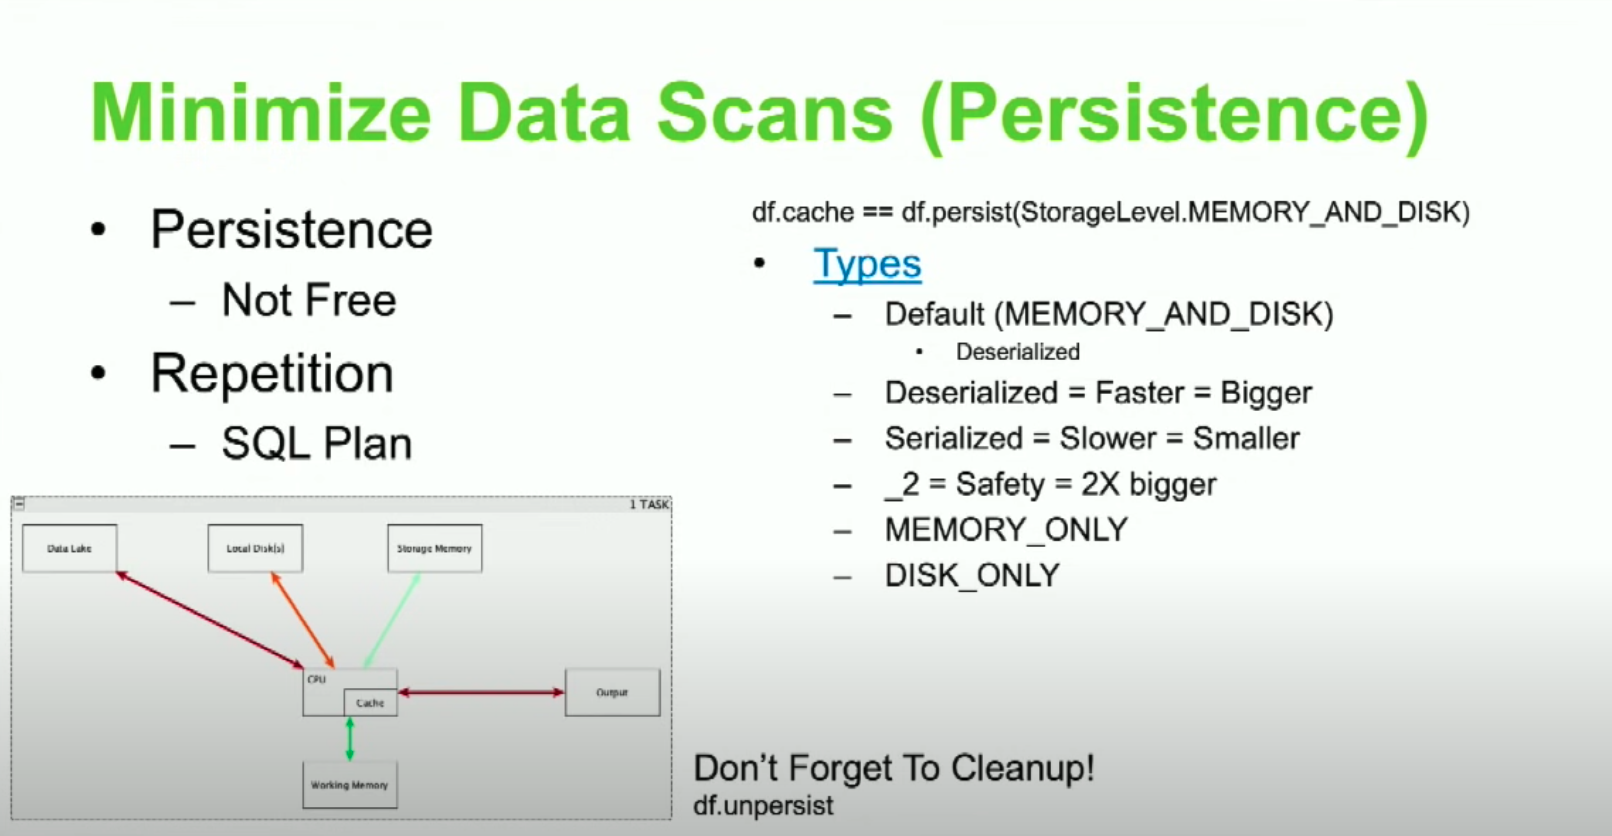 Minimize Data Scans (Persistence)
• Persistence
– Not Free
• Repetition
– SQL Plan
df.cache == df.persist(StorageLevel.MEMORY_AND_DISK)
• Types
– Default (MEMORY_AND_DISK)
• Deserialized
– Deserialized = Faster = Bigger
– Serialized = Slower = Smaller
– _2 = Safety = 2X bigger
– MEMORY_ONLY
– DISK_ONLY
1 TASK
Data Lake
Local Disk(s)
Storage Memory
CPU
Cache
Output
Working Memory
Don’t Forget To Cleanup!
df.unpersist